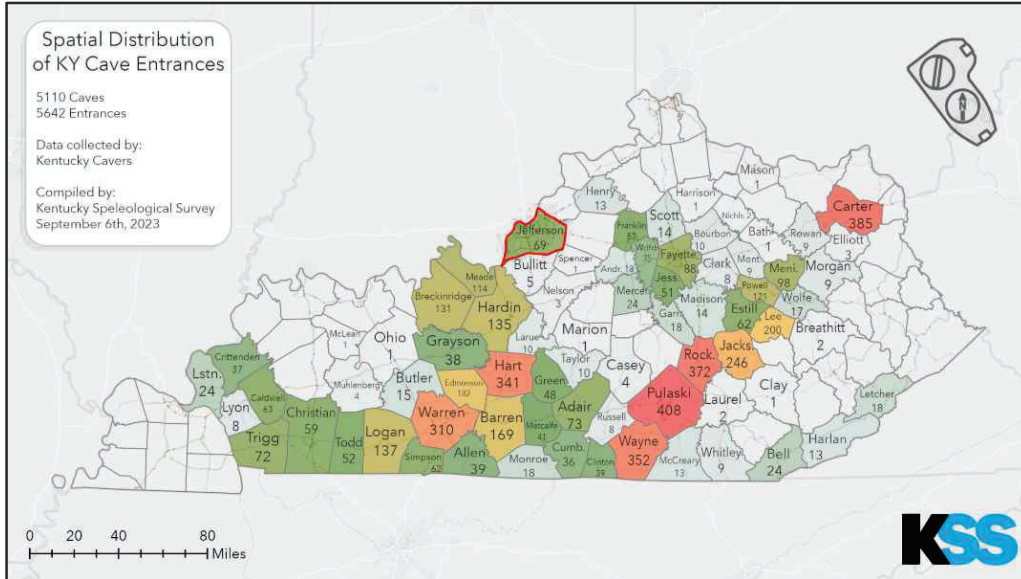 Spatial Distribution
of KY Cave Entrances
5110 Caves
5642 Entrances
Data collected by:
Kentucky Cavers
Compiled by:
Kentucky Speleological Survey
September 6th, 2023
N
Mason
1
Henry
13
Harrison
1
Carter
385
Nichls. 2
Scott
14
Jefferson
69
Franklin
Bourbon
10
Bath
1
Rowan
9
Elliott
3
Bullitt
5
Spencer
1
Andr. 18
Fayette
88
Clark
8
Mont.
9
Meni.
98
Morgan
9
Meade
114
Jess.
51
Powell
121
Breckinridge
131
Nelson
3
Mercer
24
Madison
14
Wolfe
17
Hardin
135
Garr.
18
Estill
62
Lee
200
Breathitt
2
McLean
1
Ohio
1
Marion
1
Grayson
38
Larue
10
Rock.
372
Jacks.
246
Crittenden
37
Hart
341
Taylor
10
Casey
4
Clay
1
Lstn.
24
Muhlenberg
4
Butler
15
Edmonson
182
Green
48
Pulaski
408
Laurel
2
Letcher
18
Lyon
8
Caldwell
63
Christian
59
Warren
310
Barren
169
Adair
73
Russell
8
Trigg
72
Todd
52
Logan
137
Metcalfe
41
Wayne
352
Harlan
13
Simpson
62
Allen
39
Monroe
18
Cumb.
36
Clinton
39
McCreary
13
Whitley
9
Bell
24
0 20 40 80
Miles
KSS